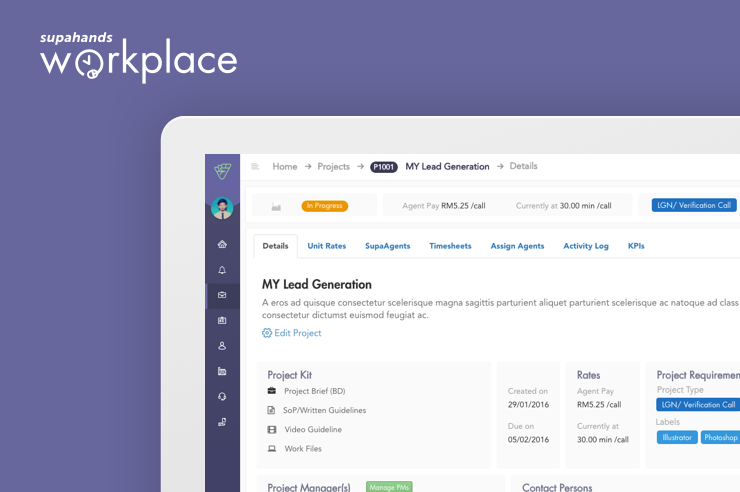 supahands
workplace
Home → Projects → P1001 MY Lead Generation → Details
In Progress
Agent Pay RM5.25 /call
Currently at 30.00 min /call
LGN/ Verification Call
Details
Unit Rates
SupaAgents
Timesheets
Assign Agents
Activity Log
KPIs
MY Lead Generation
A eros ad quisque consectetur scelerisque magna sagittis parturient aliquet parturient scelerisque ac natoque ad class
consectetur dictumst euismod feugiat ac.
Edit Project
Project Kit
Project Brief (BD)
SoP/Written Guidelines
Video Guideline
Work Files
Created on
29/01/2016
Due on
05/02/2016
Rates
Agent Pay
RM5.25 /call
Currently at
30.00 min /call
Project Requiremen
Project Type
LGN/ Verification Call
Labels
Illustrator
Photoshop
Project Manager(s)
Manage PMs
Contact Persons